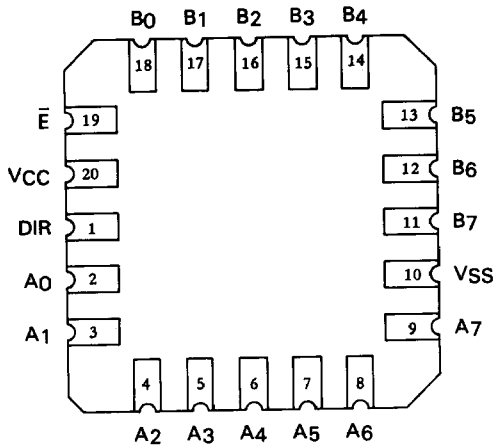 B0 B1 B2 B3 B4
18 17 16 15 14
E̅ 19 13 B5
VCC 20 12 B6
DIR 1 11 B7
A0 2 10 VSS
A1 3 9 A7
4 5 6 7 8
A2 A3 A4 A5 A6